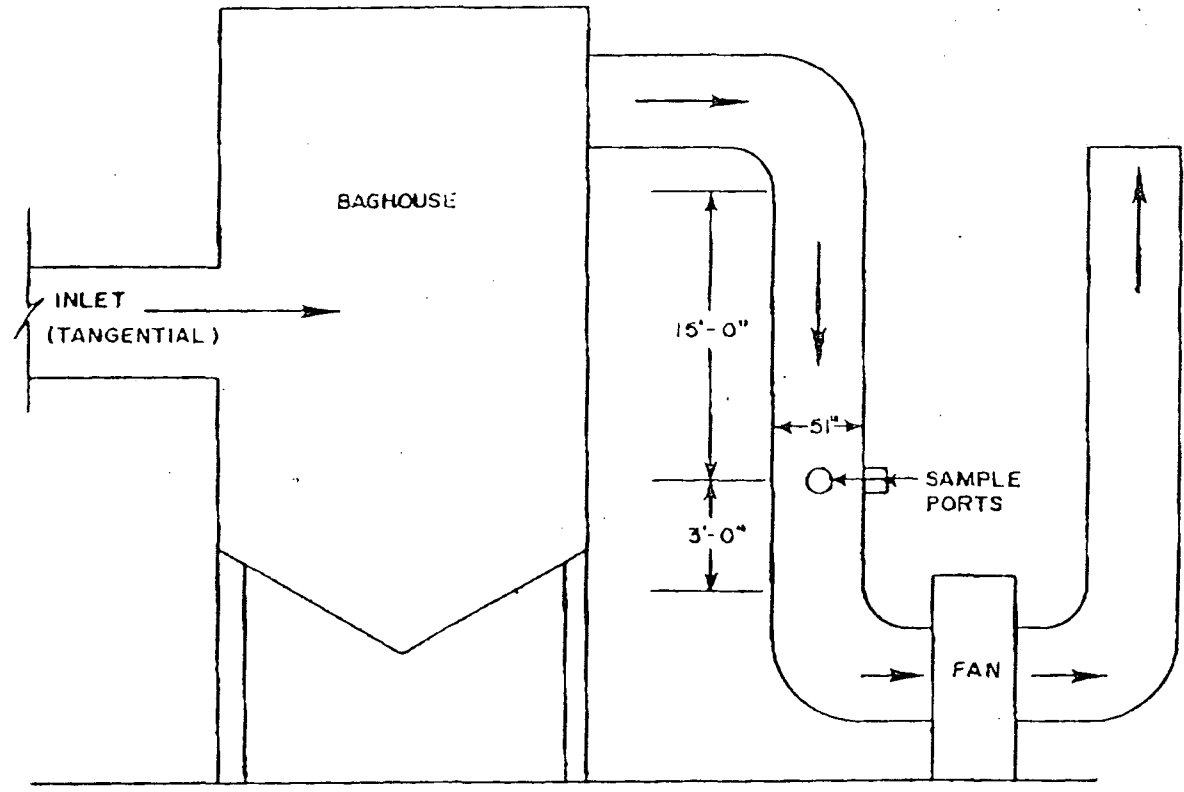 BAGHOUSE
INLET
(TANGENTIAL)
15'-0"
51"
SAMPLE
PORTS
3'-0"
FAN